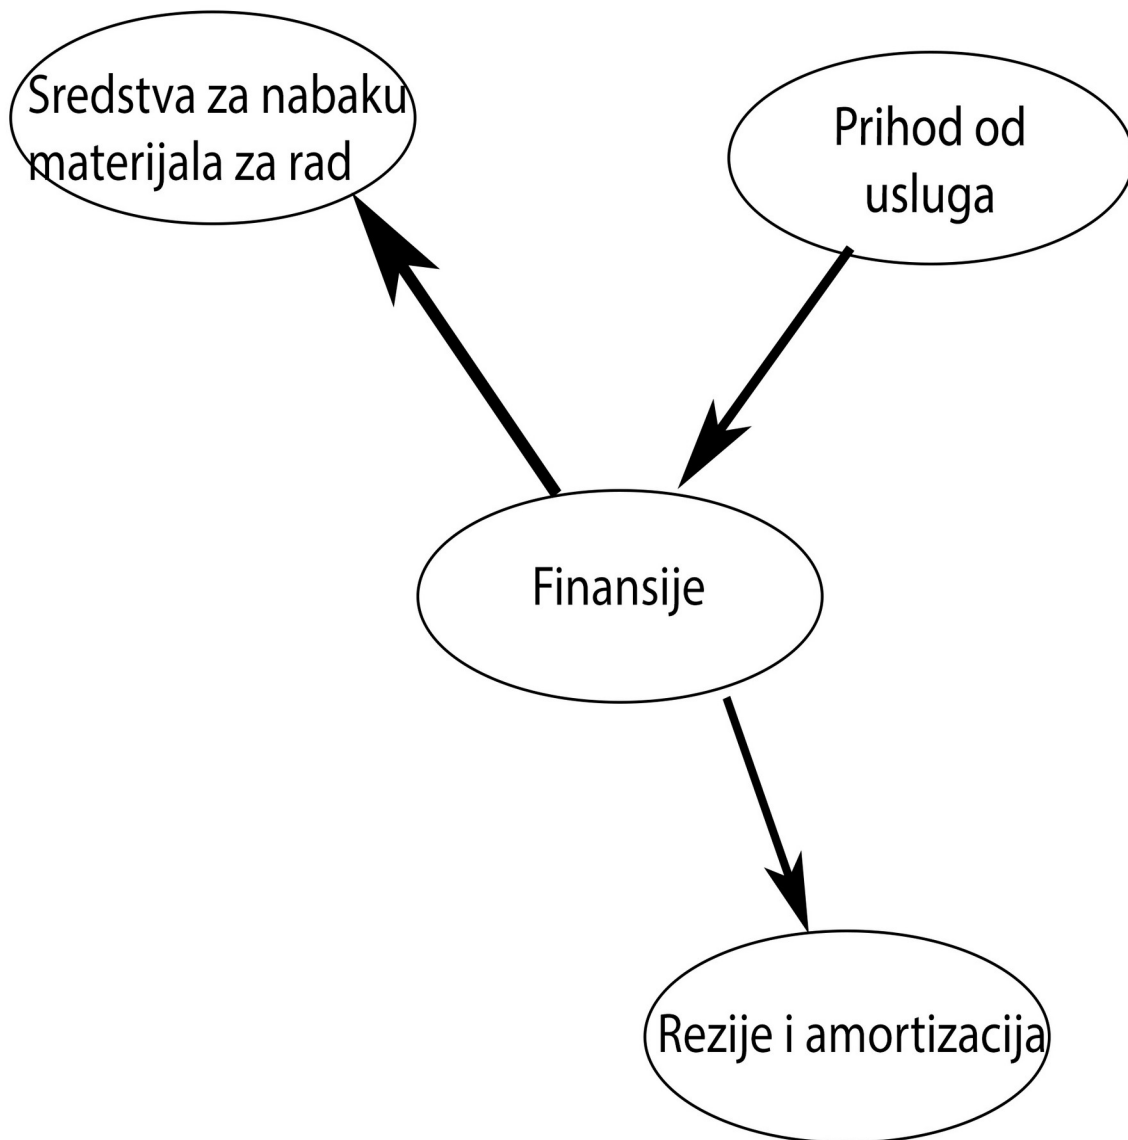 Sredstva za nabaku
materijala za rad
Prihod od
usluga
Finansije
Rezije i amortizacija